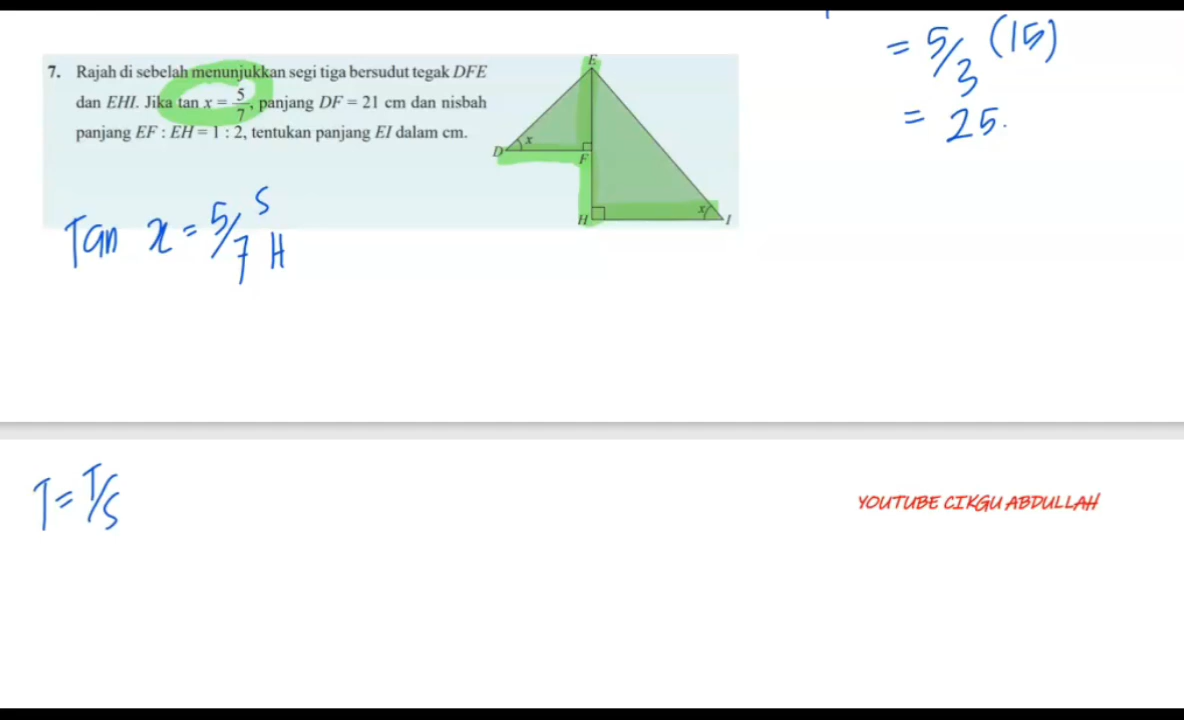 = 5/3 (15)
= 25.
7. Rajah di sebelah menunjukkan segi tiga bersudut tegak DFE
dan EHI. Jika tan x = 5/7, panjang DF = 21 cm dan nisbah
panjang EF : EH = 1 : 2, tentukan panjang EI dalam cm.
E
D x
F
H x I
Tan x = 5/7 S H
T = T/S
YOUTUBE CIKGU ABDULLAH